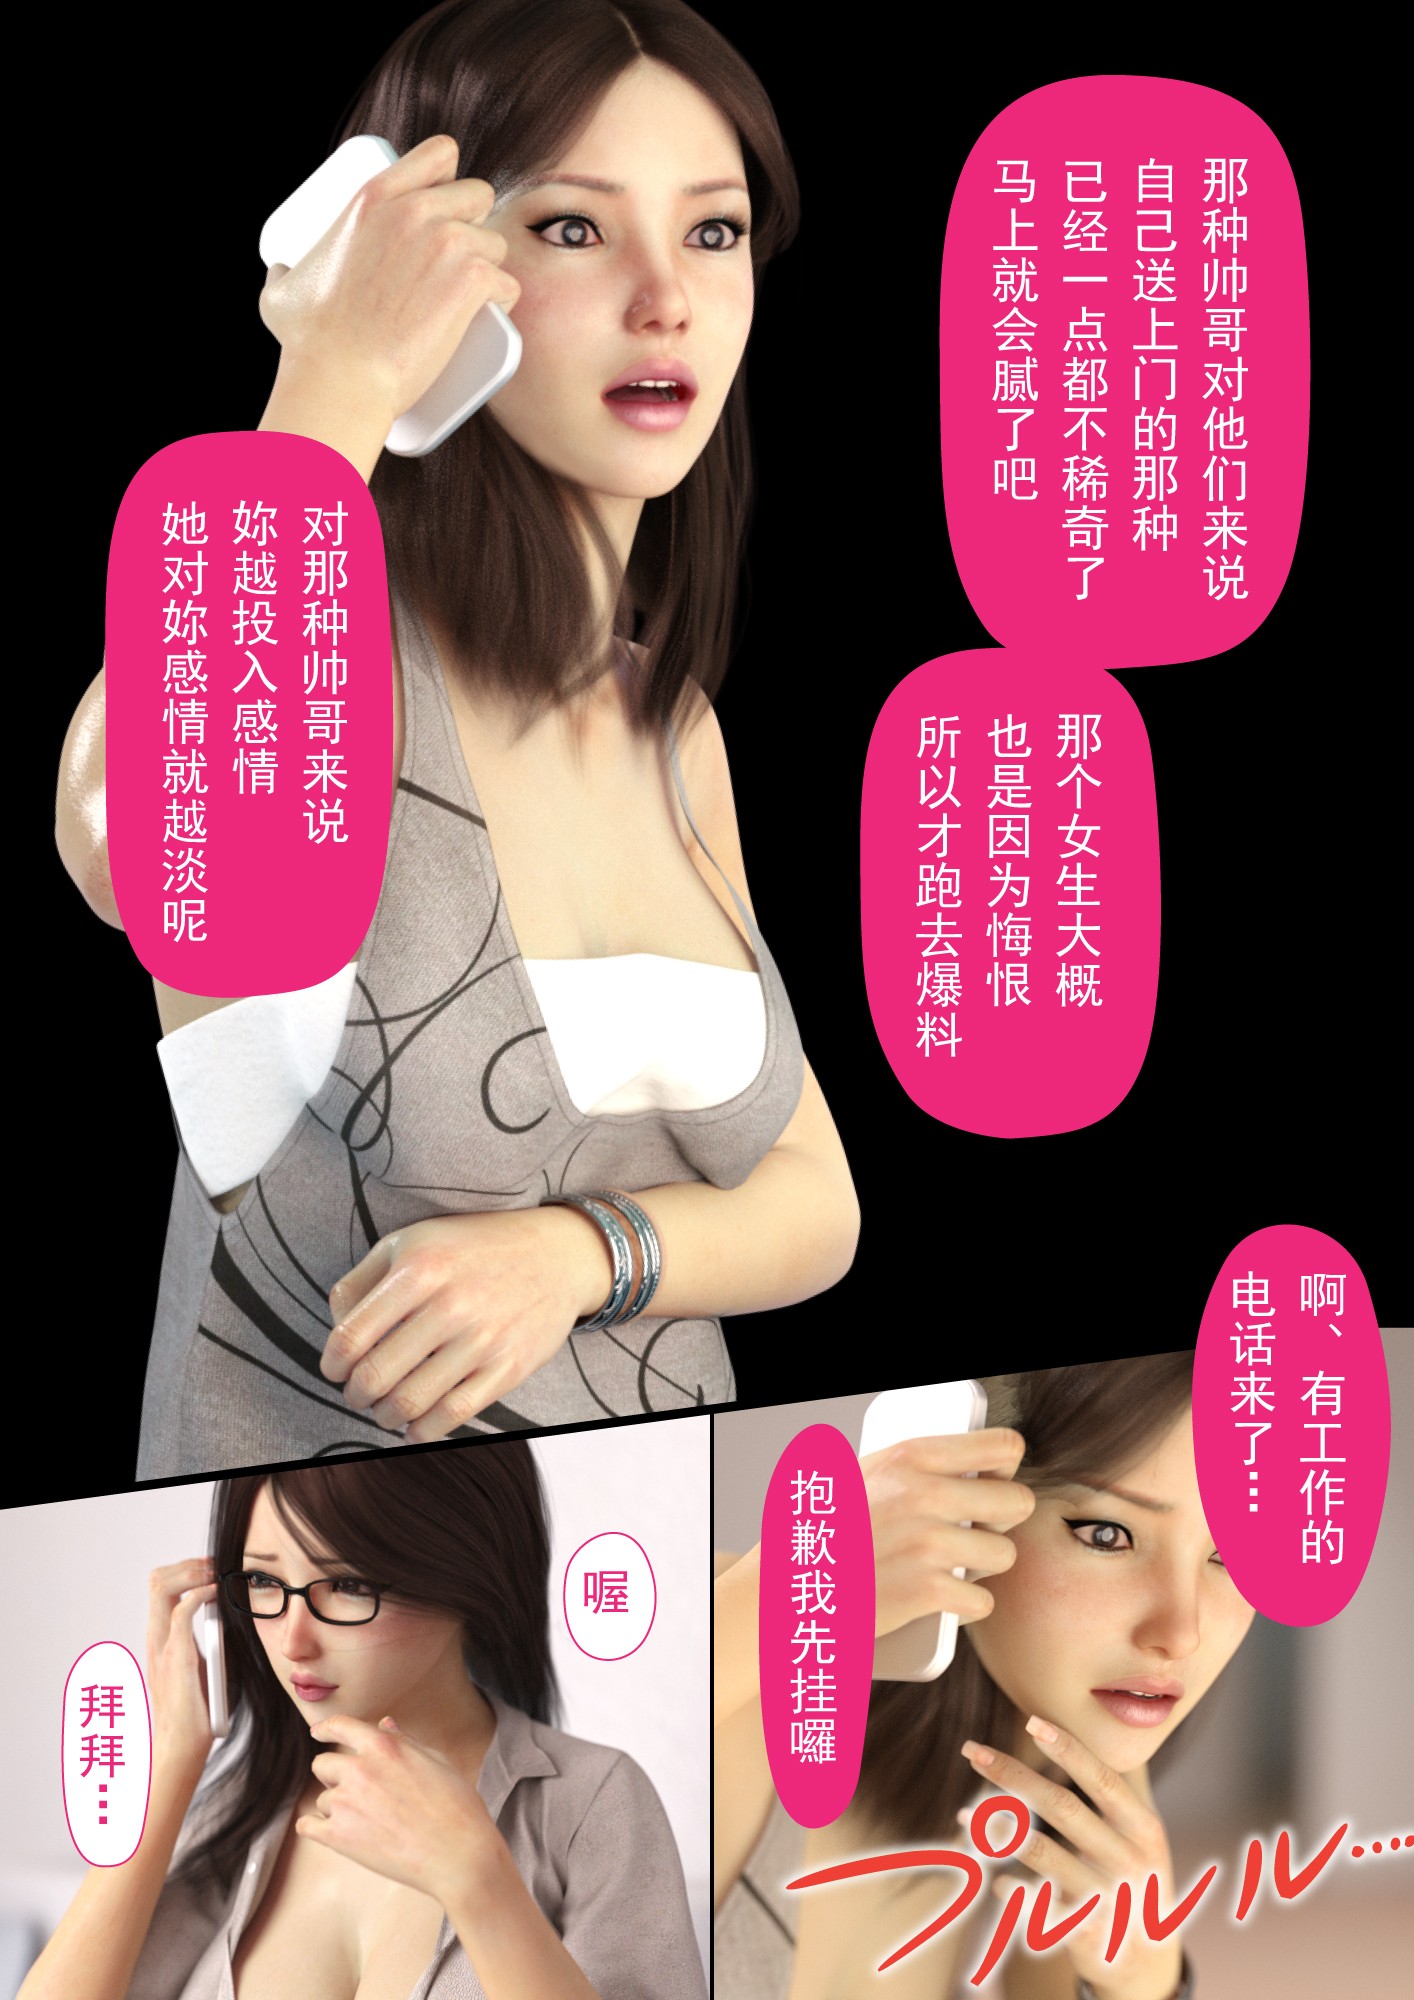 那种帅哥对他们来说
自己送上门的那种
已经一点都不稀奇了
马上就会腻了吧
那个女生大概
也是因为悔恨
所以才跑去爆料
对那种帅哥来说
妳越投入感情
她对妳感情就越淡呢
啊、有工作的
电话来了…
抱歉我先挂囉
プルルル……
喔
拜拜…